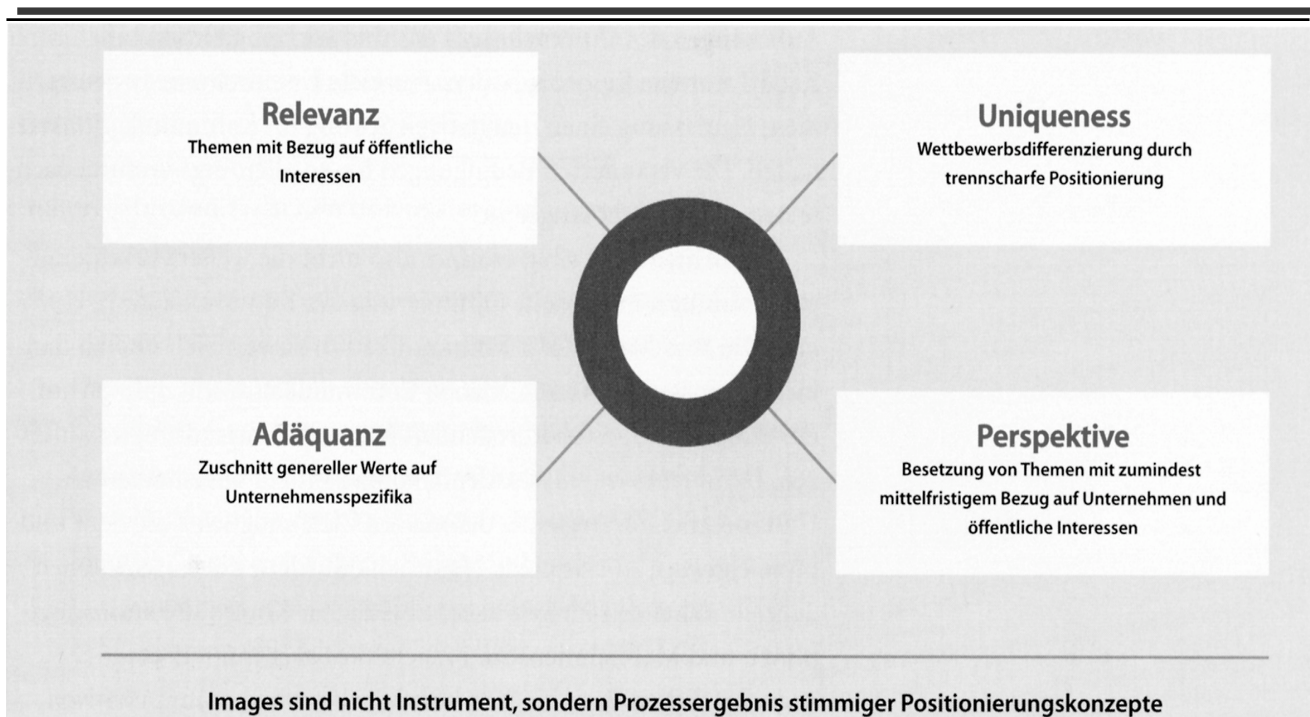 Relevanz
Themen mit Bezug auf öffentliche
Interessen
Uniqueness
Wettbewerbsdifferenzierung durch
trennscharfe Positionierung
Adäquanz
Zuschnitt genereller Werte auf
Unternehmensspezifika
Perspektive
Besetzung von Themen mit zumindest
mittelfristigem Bezug auf Unternehmen und
öffentliche Interessen
Images sind nicht Instrument, sondern Prozessergebnis stimmiger Positionierungskonzepte